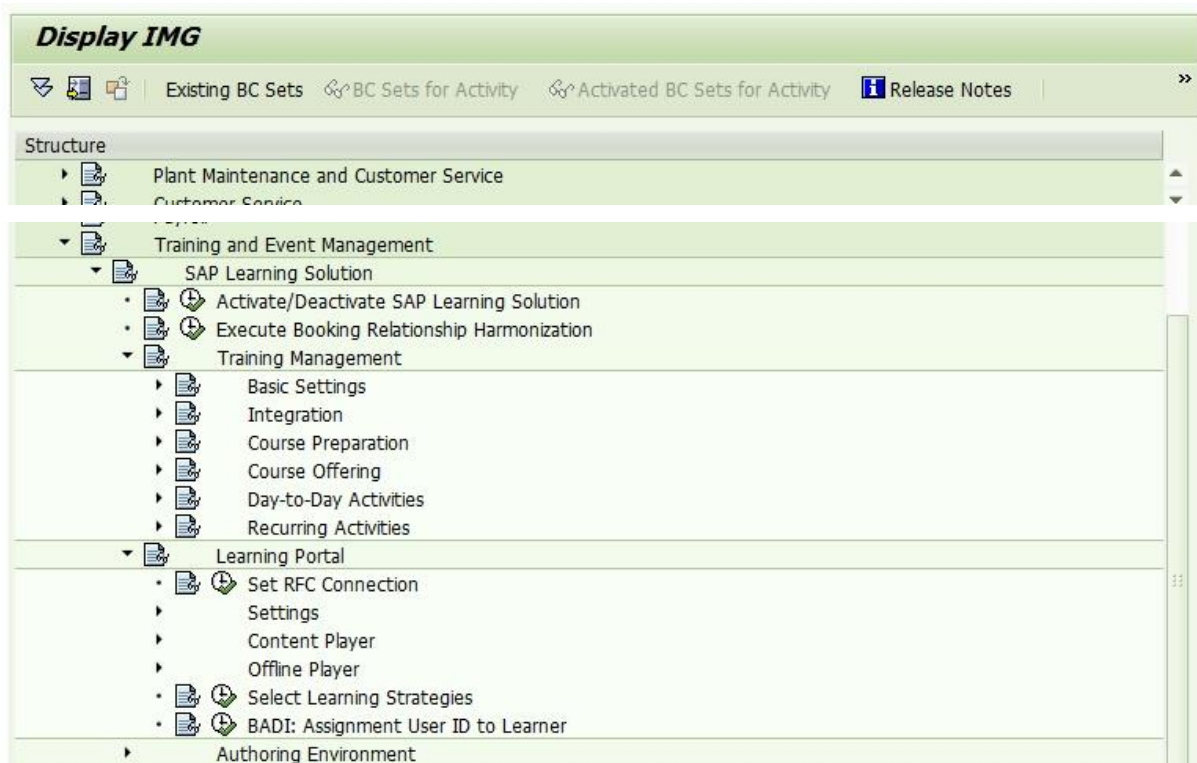 Display IMG
Existing BC Sets BC Sets for Activity Activated BC Sets for Activity Release Notes »
Structure
Plant Maintenance and Customer Service
Customer Service
Training and Event Management
SAP Learning Solution
Activate/Deactivate SAP Learning Solution
Execute Booking Relationship Harmonization
Training Management
Basic Settings
Integration
Course Preparation
Course Offering
Day-to-Day Activities
Recurring Activities
Learning Portal
Set RFC Connection
Settings
Content Player
Offline Player
Select Learning Strategies
BADI: Assignment User ID to Learner
Authoring Environment